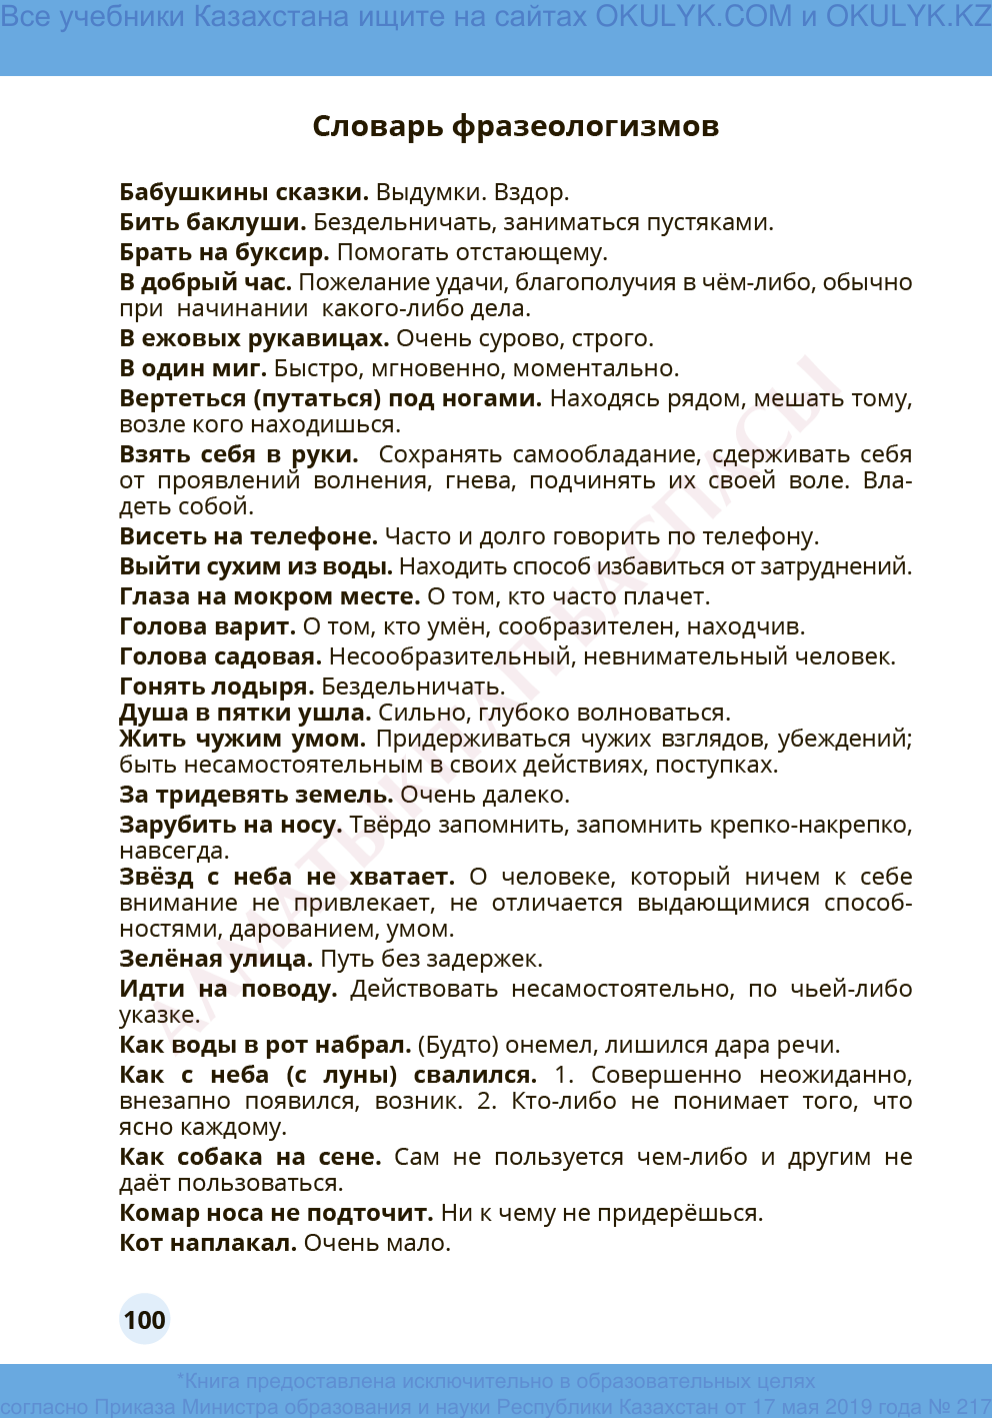 Все учебники Казахстана ищите на сайтах OKULYK.COM и OKULYK.KZ
Словарь фразеологизмов
Бабушкины сказки. Выдумки. Вздор.
Бить баклуши. Бездельничать, заниматься пустяками.
Брать на буксир. Помогать отстающему.
В добрый час. Пожелание удачи, благополучия в чём-либо, обычно
при начинании какого-либо дела.
В ежовых рукавицах. Очень сурово, строго.
В один миг. Быстро, мгновенно, моментально.
Вертеться (путаться) под ногами. Находясь рядом, мешать тому,
возле кого находишься.
Взять себя в руки. Сохранять самообладание, сдерживать себя
от проявлений волнения, гнева, подчинять их своей воле. Вла-
деть собой.
Висеть на телефоне. Часто и долго говорить по телефону.
Выйти сухим из воды. Находить способ избавиться от затруднений.
Глаза на мокром месте. О том, кто часто плачет.
Голова варит. О том, кто умён, сообразителен, находчив.
Голова садовая. Несообразительный, невнимательный человек.
Гонять лодыря. Бездельничать.
Душа в пятки ушла. Сильно, глубоко волноваться.
Жить чужим умом. Придерживаться чужих взглядов, убеждений;
быть несамостоятельным в своих действиях, поступках.
За тридевять земель. Очень далеко.
Зарубить на носу. Твёрдо запомнить, запомнить крепко-накрепко,
навсегда.
Звёзд с неба не хватает. О человеке, который ничем к себе
внимание не привлекает, не отличается выдающимися способ-
ностями, дарованием, умом.
Зелёная улица. Путь без задержек.
Идти на поводу. Действовать несамостоятельно, по чьей-либо
указке.
Как воды в рот набрал. (Будто) онемел, лишился дара речи.
Как с неба (с луны) свалился. 1. Совершенно неожиданно,
внезапно появился, возник. 2. Кто-либо не понимает того, что
ясно каждому.
Как собака на сене. Сам не пользуется чем-либо и другим не
даёт пользоваться.
Комар носа не подточит. Ни к чему не придерёшься.
Кот наплакал. Очень мало.
100
АЛМАТЫКІТАП БАСПАСЫ
*Книга предоставлена исключительно в образовательных целях
согласно Приказа Министра образования и науки Республики Казахстан от 17 мая 2019 года № 217